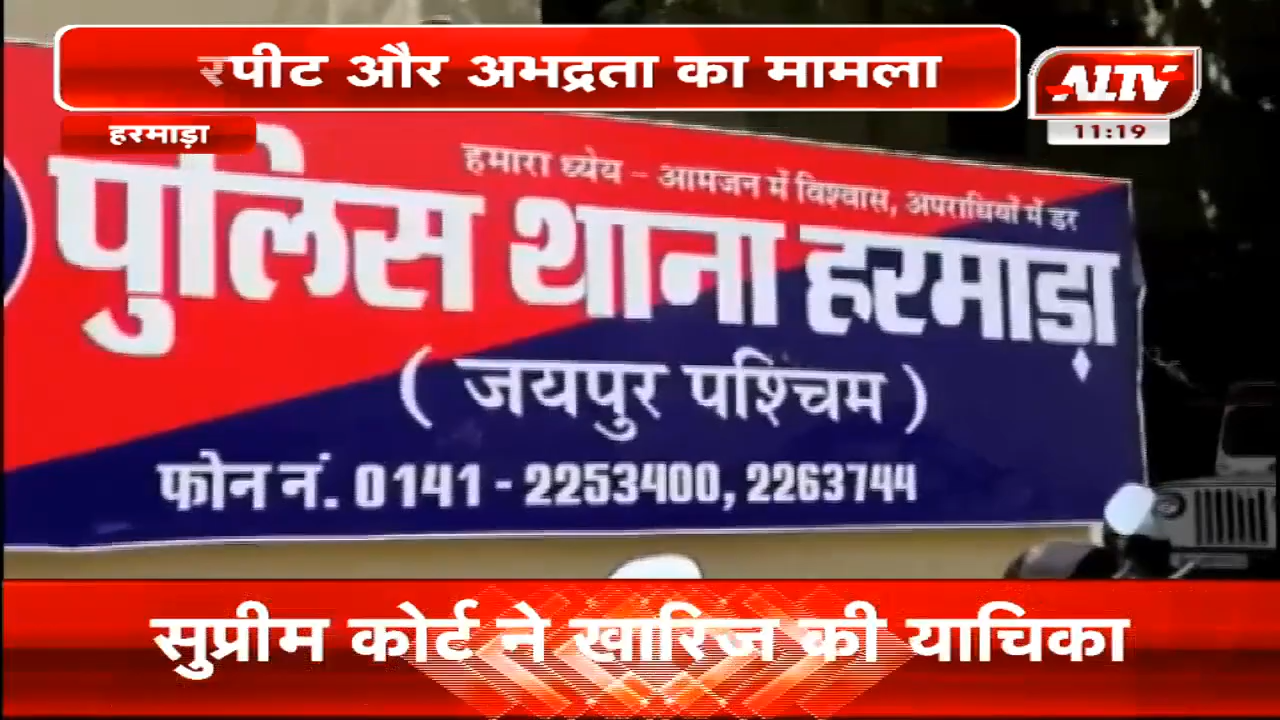 रपीट और अभद्रता का मामला
ALTV
11:19
हरमाड़ा
हमारा ध्येय - आमजन में विश्वास, अपराधियों में डर
पुलिस थाना हरमाड़ा
( जयपुर पश्चिम )
फोन नं. 0141 - 2253400, 2263744
सुप्रीम कोर्ट ने खारिज की याचिका